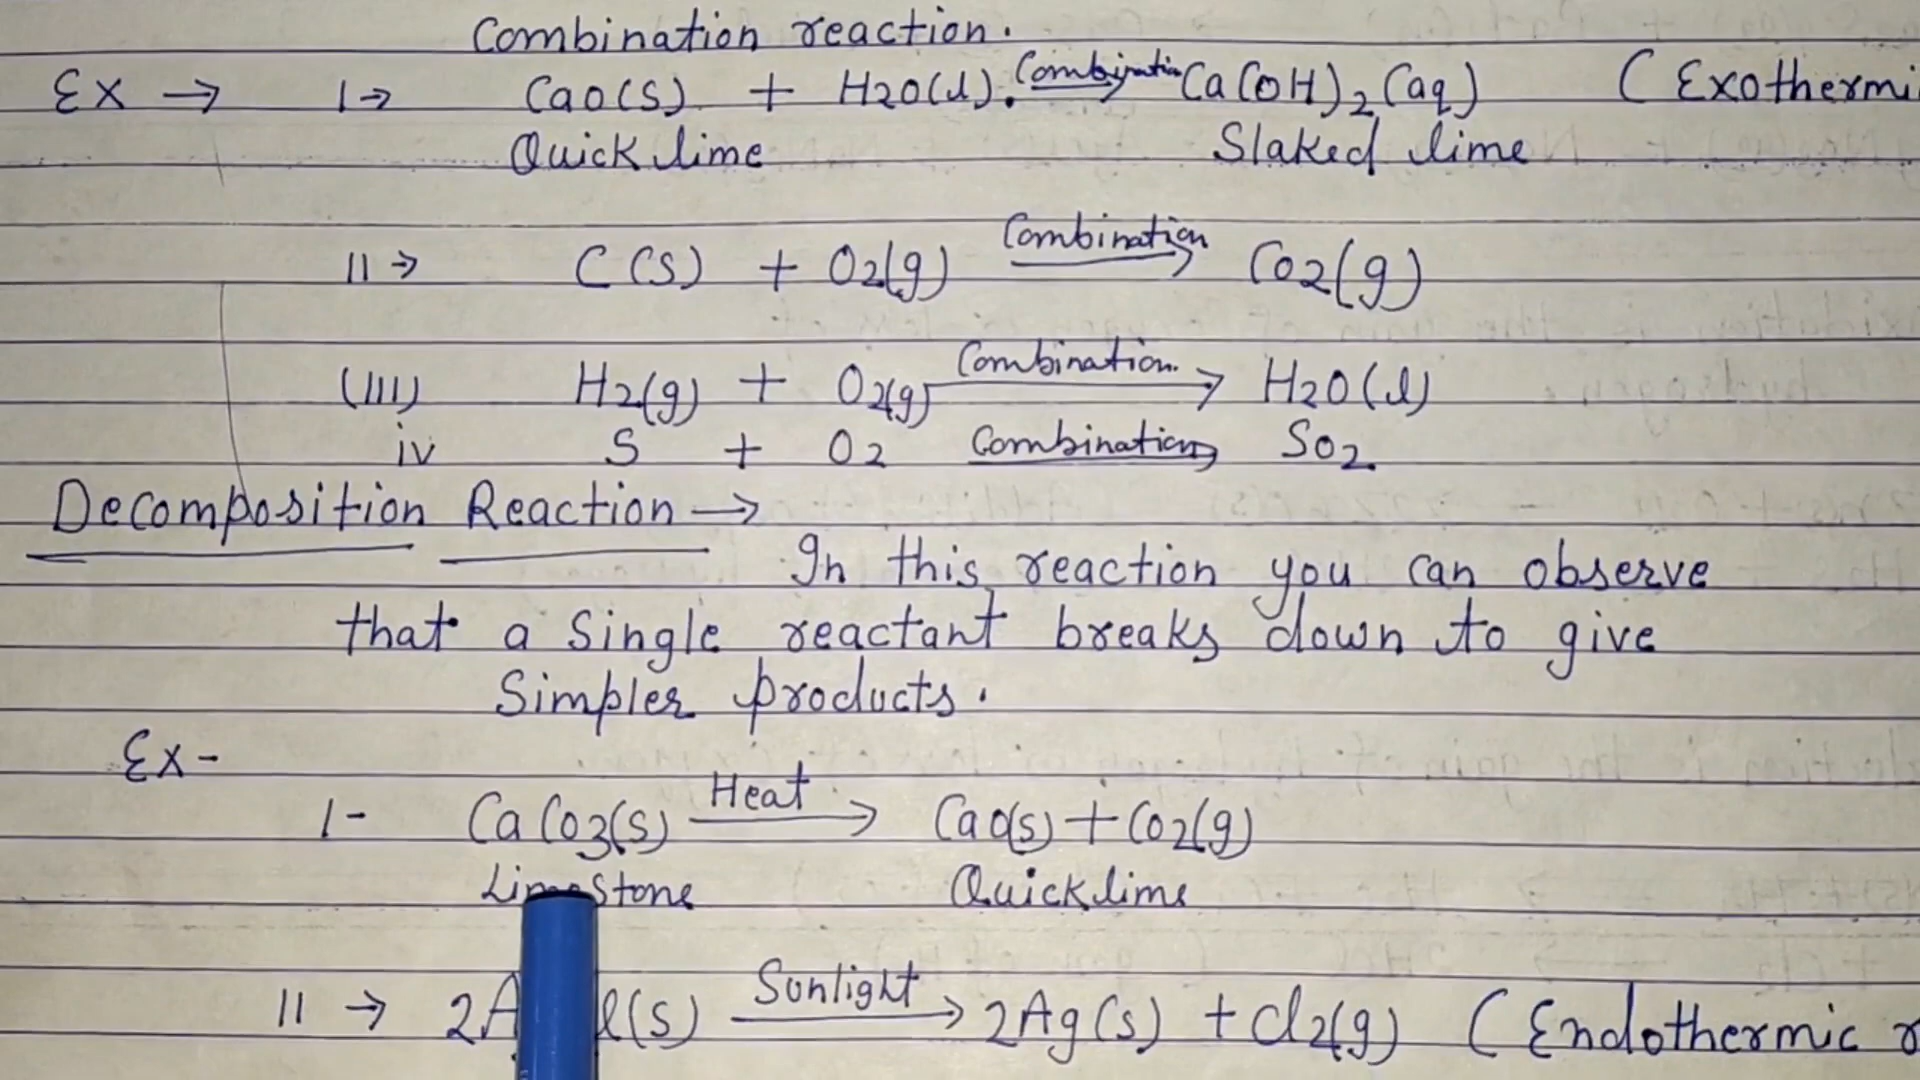 Combination reaction.
Ex → I → CaO(s) + H2O(l). Combination Ca(OH)2(aq) (Exothermi
Quick lime Slaked lime
II → C(s) + O2(g) Combination → CO2(g)
(III) H2(g) + O2(g) Combination. → H2O(l)
iv S + O2 Combination → SO2.
Decomposition Reaction →
In this reaction you can observe
that a Single reactant breaks down to give
Simpler products.
Ex-
1- CaCO3(s) Heat → CaO(s) + CO2(g)
Quick lime
II → 2A l(s) Sunlight → 2Ag(s) + Cl2(g) (Endothermic r